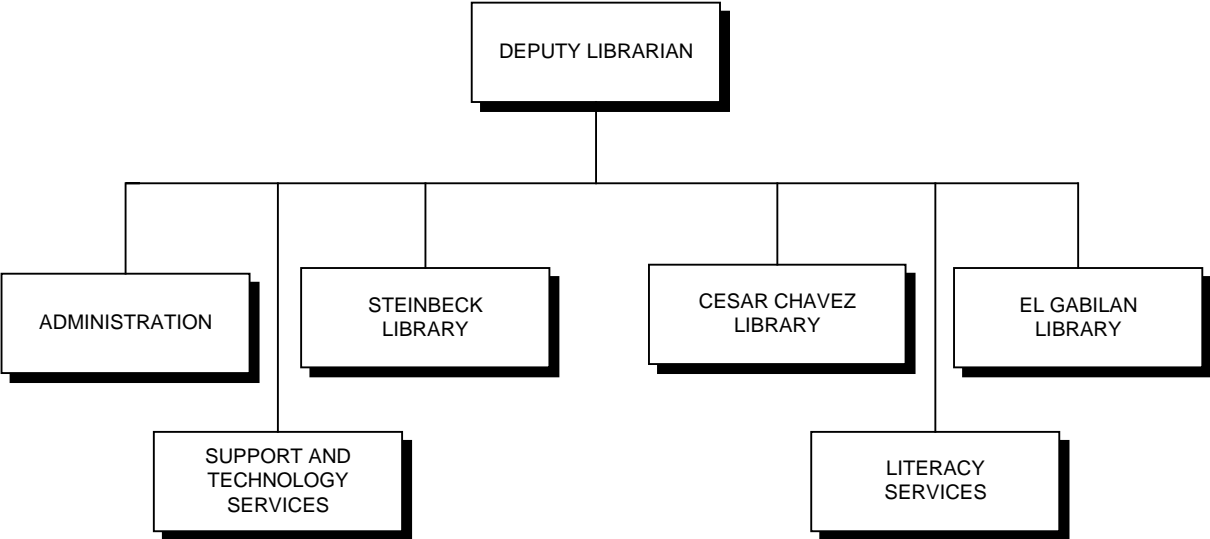 DEPUTY LIBRARIAN
ADMINISTRATION
STEINBECK
LIBRARY
CESAR CHAVEZ
LIBRARY
EL GABILAN
LIBRARY
SUPPORT AND
TECHNOLOGY
SERVICES
LITERACY
SERVICES